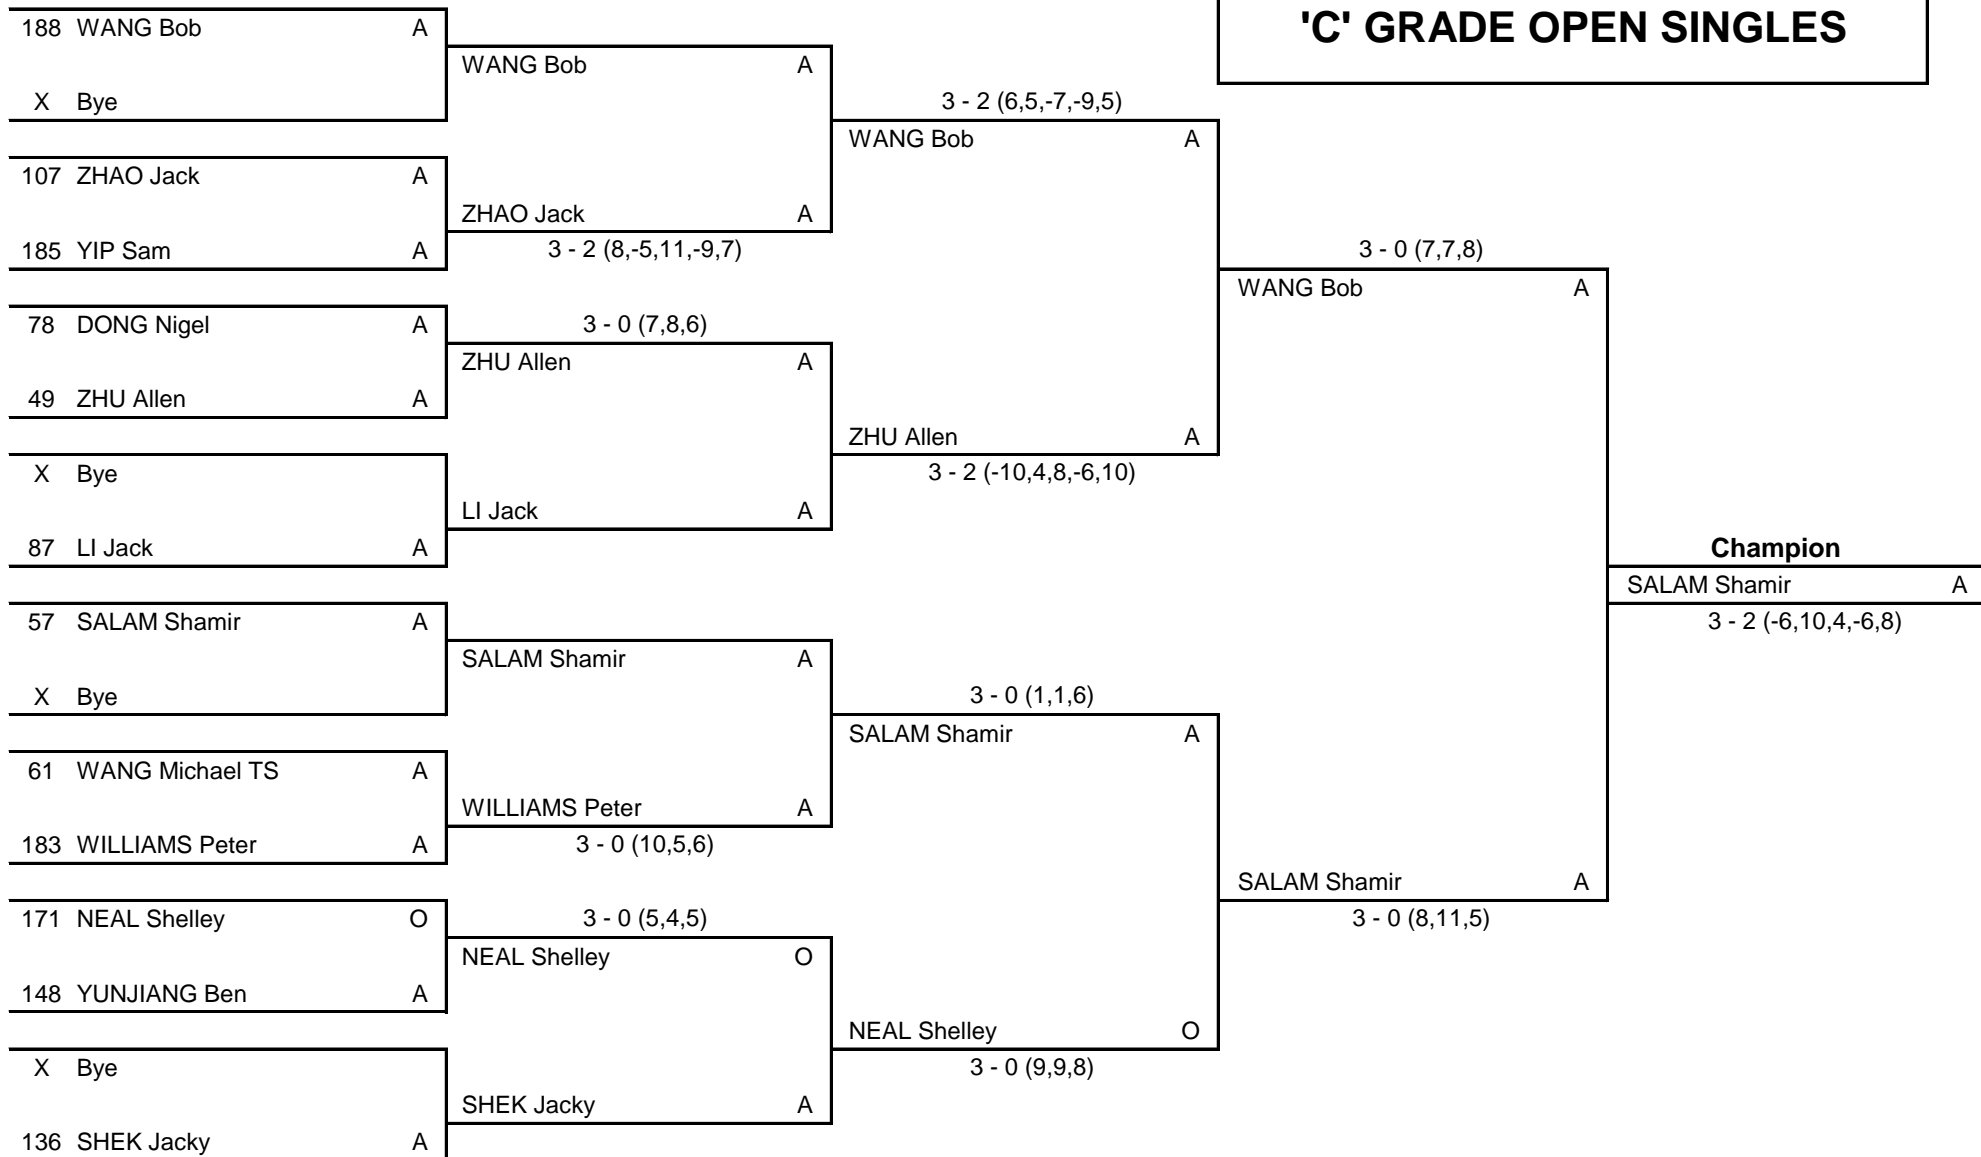 'C' GRADE OPEN SINGLES
188 WANG Bob A
WANG Bob A
X Bye
3 - 2 (6,5,-7,-9,5)
WANG Bob A
107 ZHAO Jack A
ZHAO Jack A
185 YIP Sam A
3 - 2 (8,-5,11,-9,7)
3 - 0 (7,7,8)
WANG Bob A
78 DONG Nigel A
3 - 0 (7,8,6)
ZHU Allen A
49 ZHU Allen A
ZHU Allen A
X Bye
3 - 2 (-10,4,8,-6,10)
LI Jack A
87 LI Jack A
Champion
SALAM Shamir A
57 SALAM Shamir A
3 - 2 (-6,10,4,-6,8)
SALAM Shamir A
X Bye
3 - 0 (1,1,6)
SALAM Shamir A
61 WANG Michael TS A
WILLIAMS Peter A
183 WILLIAMS Peter A
3 - 0 (10,5,6)
SALAM Shamir A
171 NEAL Shelley O
3 - 0 (5,4,5)
3 - 0 (8,11,5)
NEAL Shelley O
148 YUNJIANG Ben A
NEAL Shelley O
X Bye
3 - 0 (9,9,8)
SHEK Jacky A
136 SHEK Jacky A